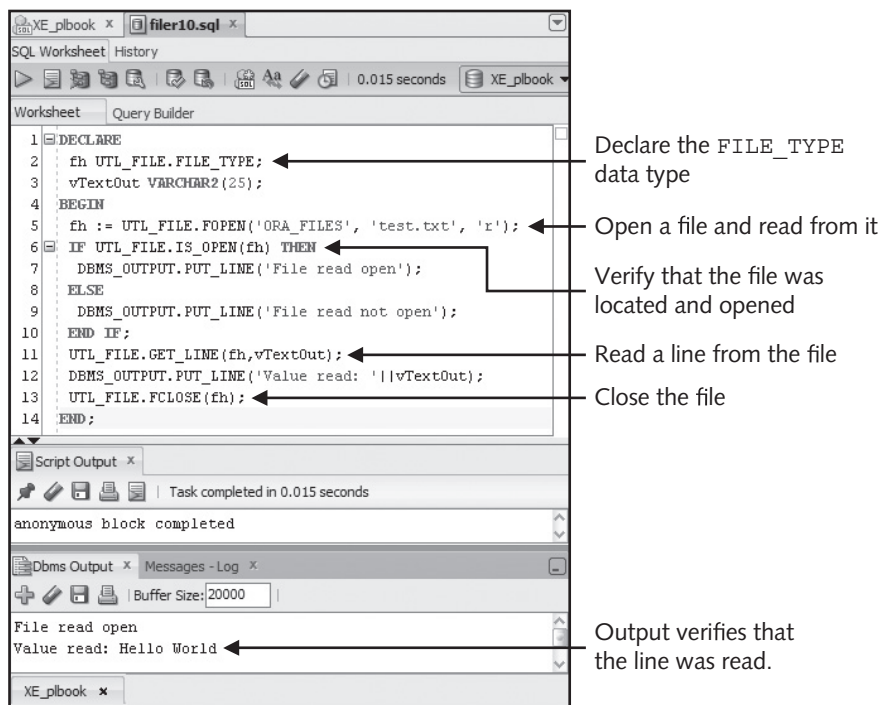 XE_plbook x filer10.sql x
SQL Worksheet History
0.015 seconds XE_plbook
Worksheet Query Builder
1 DECLARE
2 fh UTL_FILE.FILE_TYPE;
3 vTextOut VARCHAR2(25);
4 BEGIN
5 fh := UTL_FILE.FOPEN('ORA_FILES', 'test.txt', 'r');
6 IF UTL_FILE.IS_OPEN(fh) THEN
7 DBMS_OUTPUT.PUT_LINE('File read open');
8 ELSE
9 DBMS_OUTPUT.PUT_LINE('File read not open');
10 END IF;
11 UTL_FILE.GET_LINE(fh,vTextOut);
12 DBMS_OUTPUT.PUT_LINE('Value read: '||vTextOut);
13 UTL_FILE.FCLOSE(fh);
14 END;
Declare the FILE_TYPE
data type
Open a file and read from it
Verify that the file was
located and opened
Read a line from the file
Close the file
Script Output x
Task completed in 0.015 seconds
anonymous block completed
Dbms Output x Messages - Log x
Buffer Size: 20000
File read open
Value read: Hello World
Output verifies that
the line was read.
XE_plbook x